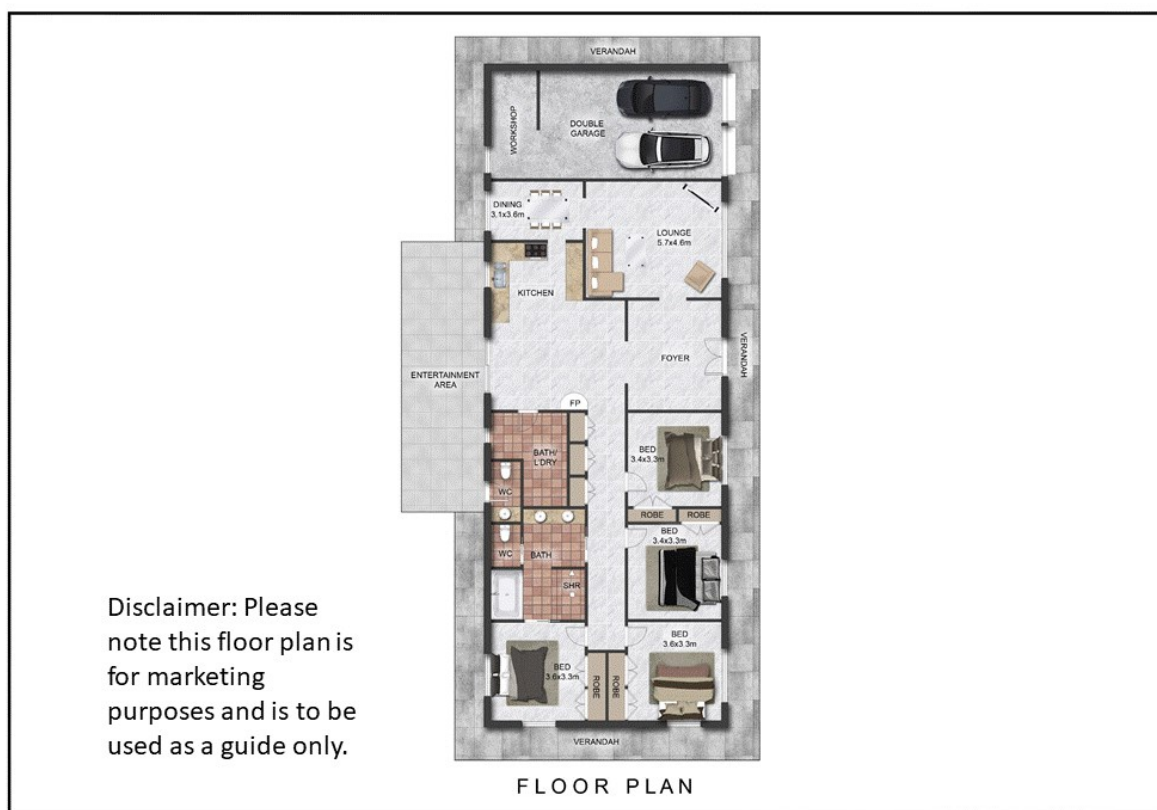 VERANDAH
WORKSHOP
DOUBLE
GARAGE
DINING
3.1x3.6m
LOUNGE
5.7x4.6m
KITCHEN
VERANDAH
FOYER
ENTERTAINMENT
AREA
FP
BATH/
L'DRY
BED
3.4x3.3m
WC
ROBE
ROBE
BED
3.4x3.3m
WC
BATH
SHR
BED
3.6x3.3m
BED
3.6x3.3m
ROBE
ROBE
VERANDAH
FLOOR PLAN
Disclaimer: Please
note this floor plan is
for marketing
purposes and is to be
used as a guide only.